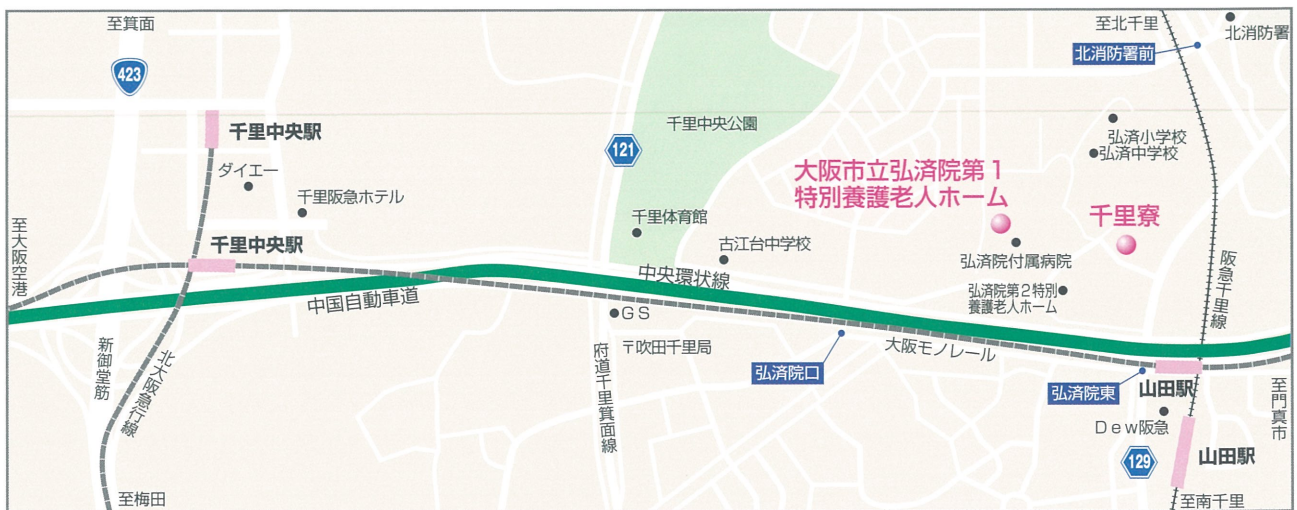 至箕面
423
千里中央駅
ダイエー
千里阪急ホテル
千里中央駅
至大阪空港
中国自動車道
新御堂筋
北大阪急行線
至梅田
121
千里中央公園
千里体育館
古江台中学校
中央環状線
GS
〒吹田千里局
府道千里箕面線
弘済院口
大阪モノレール
大阪市立弘済院第1
特別養護老人ホーム
千里寮
弘済院付属病院
弘済院第2特別
養護老人ホーム
弘済小学校
弘済中学校
至北千里
北消防署前
北消防署
阪急千里線
弘済院東
山田駅
Dew阪急
129
山田駅
至南千里
至門真市